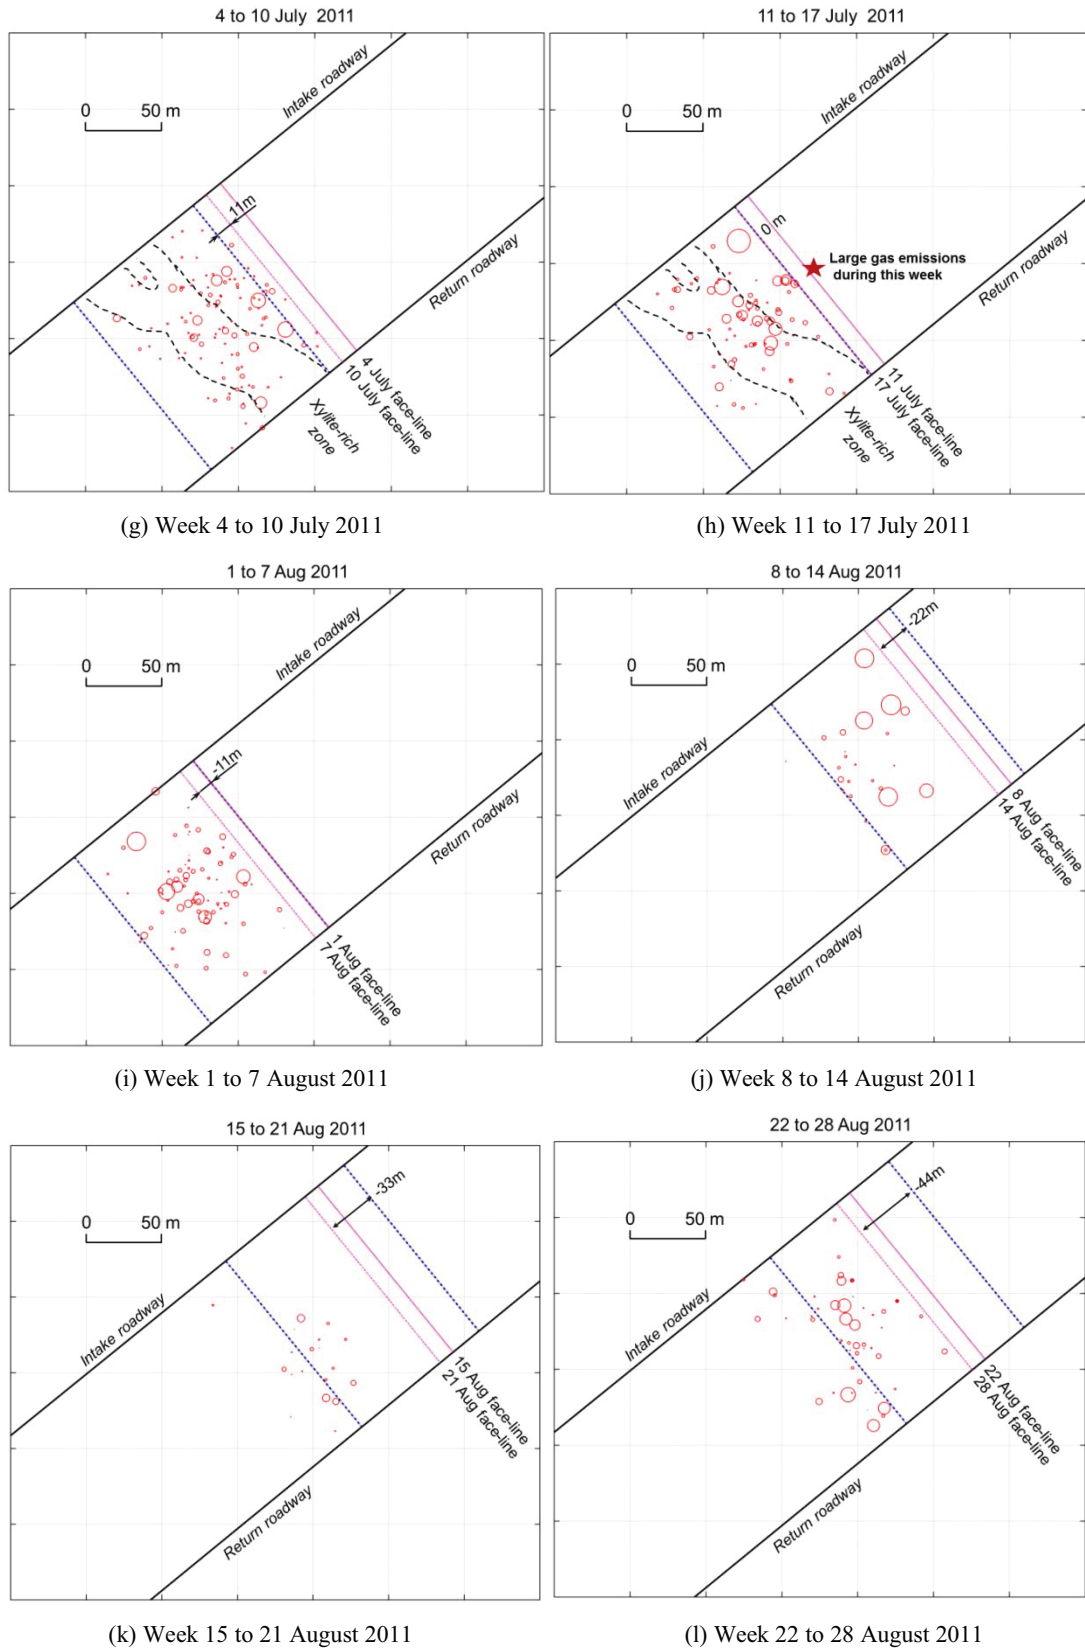 4 to 10 July 2011
0 50 m
Intake roadway
11m
Return roadway
4 July face-line
10 July face-line
Xylite-rich
zone
(g) Week 4 to 10 July 2011
11 to 17 July 2011
0 50 m
Intake roadway
0 m
Large gas emissions
during this week
Return roadway
11 July face-line
17 July face-line
Xylite-rich
zone
(h) Week 11 to 17 July 2011
1 to 7 Aug 2011
0 50 m
Intake roadway
-11m
Return roadway
1 Aug face-line
7 Aug face-line
(i) Week 1 to 7 August 2011
8 to 14 Aug 2011
0 50 m
-22m
Intake roadway
8 Aug face-line
14 Aug face-line
Return roadway
(j) Week 8 to 14 August 2011
15 to 21 Aug 2011
0 50 m
-33m
Intake roadway
15 Aug face-line
21 Aug face-line
Return roadway
(k) Week 15 to 21 August 2011
22 to 28 Aug 2011
0 50 m
-44m
Intake roadway
22 Aug face-line
28 Aug face-line
Return roadway
(l) Week 22 to 28 August 2011